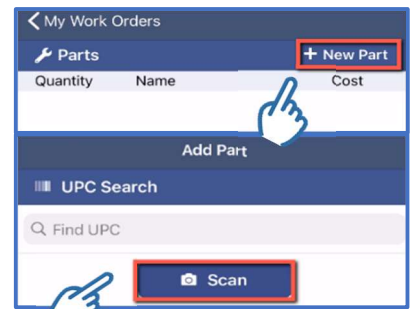 My Work Orders
Parts + New Part
Quantity Name Cost
Add Part
UPC Search
Find UPC
Scan